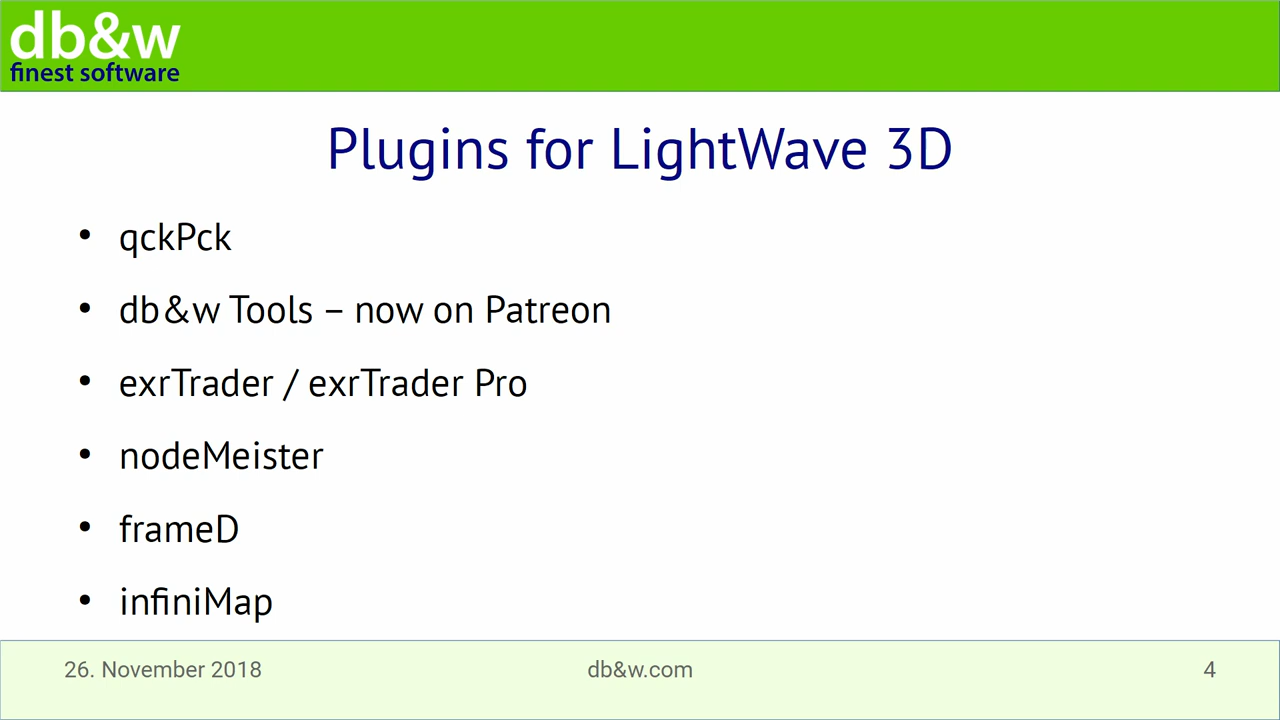 db&w
finest software
Plugins for LightWave 3D
• qckPck
• db&w Tools – now on Patreon
• exrTrader / exrTrader Pro
• nodeMeister
• frameD
• infiniMap
26. November 2018 db&w.com 4